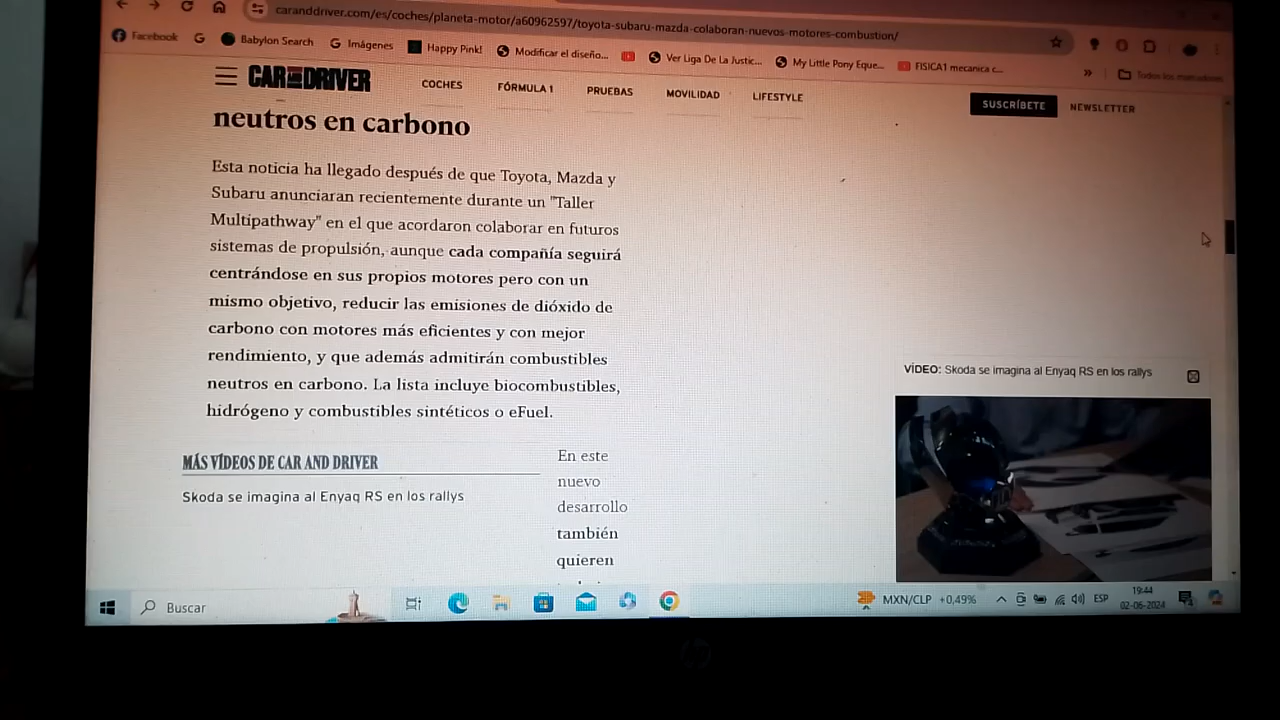 caranddriver.com/es/coches/planeta-motor/a60962597/toyota-subaru-mazda-colaboran-nuevos-motores-combustion/
Facebook
Babylon Search
Imágenes
Happy Pink!
Modificar el diseño...
Ver Liga De La Justic...
My Little Pony Eque...
FISICA1 mecanica c...
»
Todos los marcadores
CAR AND DRIVER
COCHES
FÓRMULA 1
PRUEBAS
MOVILIDAD
LIFESTYLE
SUSCRÍBETE
NEWSLETTER
neutros en carbono
Esta noticia ha llegado después de que Toyota, Mazda y
Subaru anunciaran recientemente durante un "Taller
Multipathway" en el que acordaron colaborar en futuros
sistemas de propulsión, aunque cada compañía seguirá
centrándose en sus propios motores pero con un
mismo objetivo, reducir las emisiones de dióxido de
carbono con motores más eficientes y con mejor
rendimiento, y que además admitirán combustibles
neutros en carbono. La lista incluye biocombustibles,
hidrógeno y combustibles sintéticos o eFuel.
VÍDEO: Skoda se imagina al Enyaq RS en los rallys
MÁS VÍDEOS DE CAR AND DRIVER
Skoda se imagina al Enyaq RS en los rallys
En este
nuevo
desarrollo
también
quieren
Buscar
MXN/CLP +0,49%
ESP
19:44
02-06-2024
hp